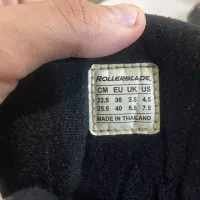 ROLLERBLADE.
CM EU UK US
22.5 36 3.5 4.5
25.5 40 6.5 7.5
MADE IN THAILAND